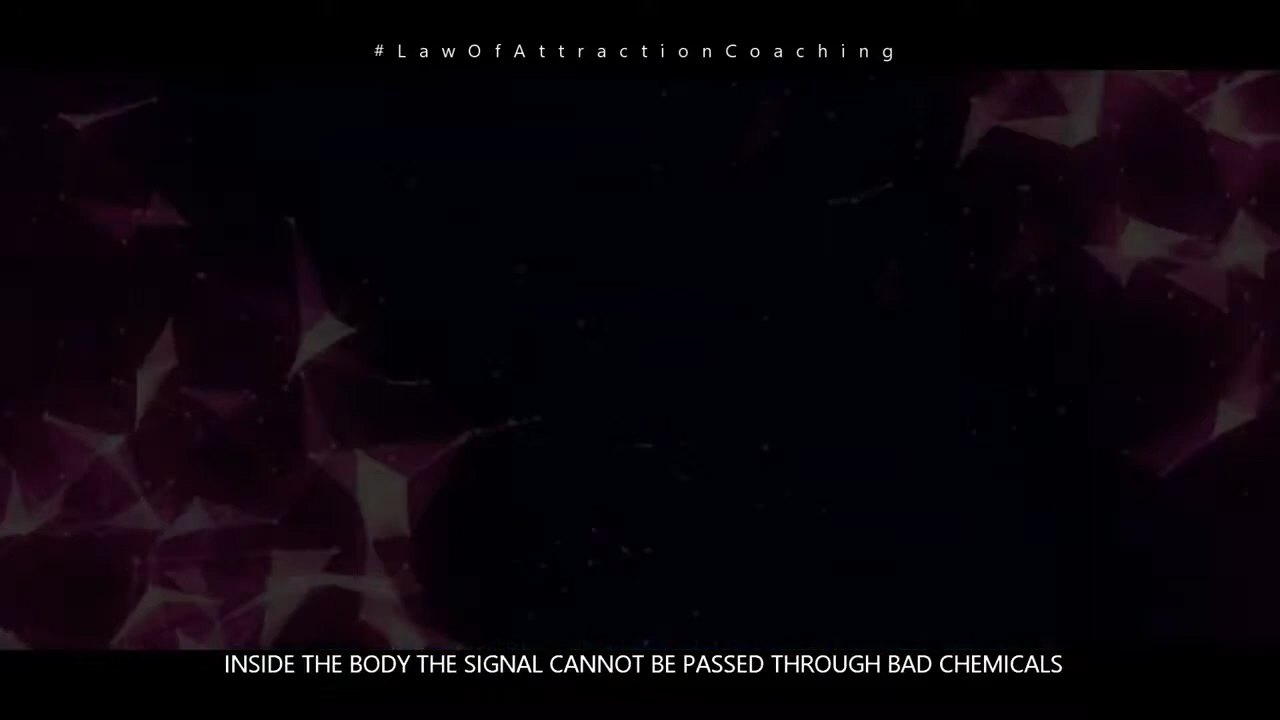 #LawOfAttractionCoaching
INSIDE THE BODY THE SIGNAL CANNOT BE PASSED THROUGH BAD CHEMICALS